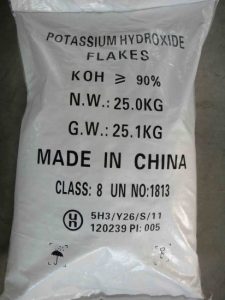 POTASSIUM HYDROXIDE
FLAKES
KOH ≥ 90%
N.W.: 25.0KG
G.W.: 25.1KG
MADE IN CHINA
CLASS: 8 UN NO:1813
UN 5H3/Y26/S/11
120239 PI: 005